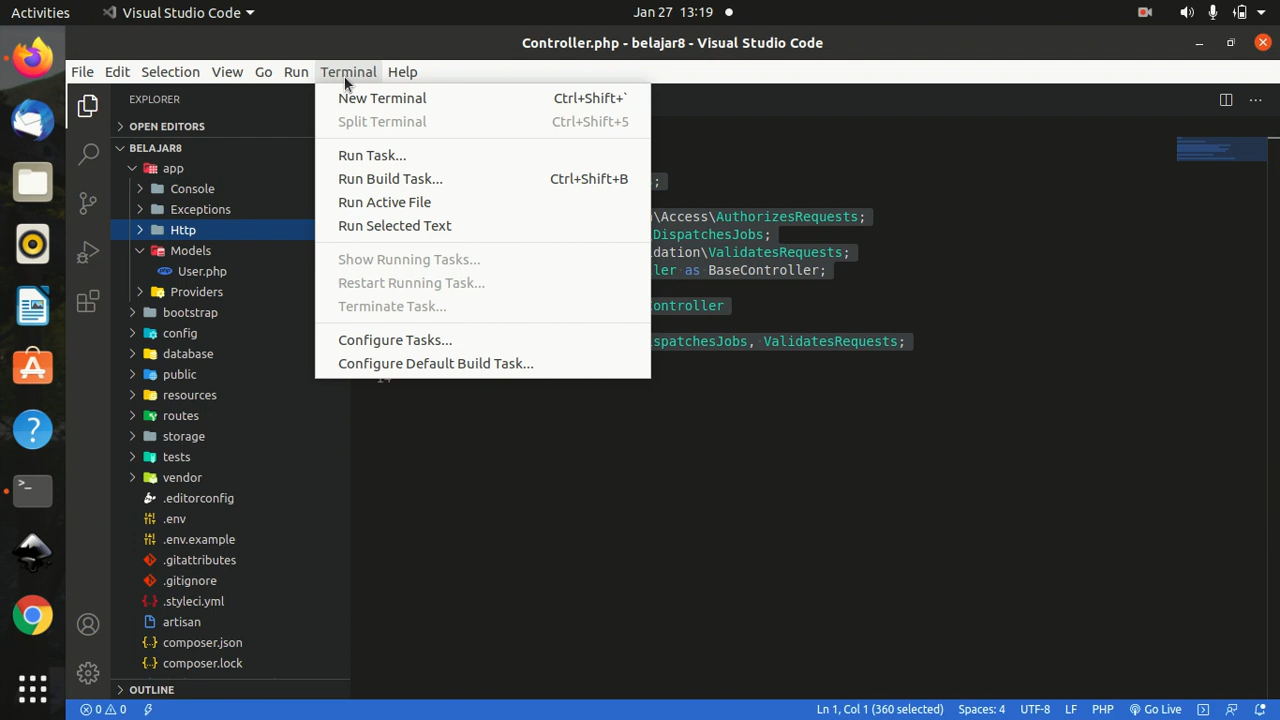 Activities
Visual Studio Code
Jan 27 13:19
Controller.php - belajar8 - Visual Studio Code
File Edit Selection View Go Run Terminal Help
EXPLORER
OPEN EDITORS
BELAJAR8
app
Console
Exceptions
Http
Models
User.php
Providers
bootstrap
config
database
public
resources
routes
storage
tests
vendor
.editorconfig
.env
.env.example
.gitattributes
.gitignore
.styleci.yml
artisan
composer.json
composer.lock
OUTLINE
New Terminal Ctrl+Shift+`
Split Terminal Ctrl+Shift+5
Run Task...
Run Build Task... Ctrl+Shift+B
Run Active File
Run Selected Text
Show Running Tasks...
Restart Running Task...
Terminate Task...
Configure Tasks...
Configure Default Build Task...
;
\Access\AuthorizesRequests;
DispatchesJobs;
idation\ValidatesRequests;
ller as BaseController;
Controller
ispatchesJobs, ValidatesRequests;
0 0
Ln 1, Col 1 (360 selected) Spaces: 4 UTF-8 LF PHP Go Live